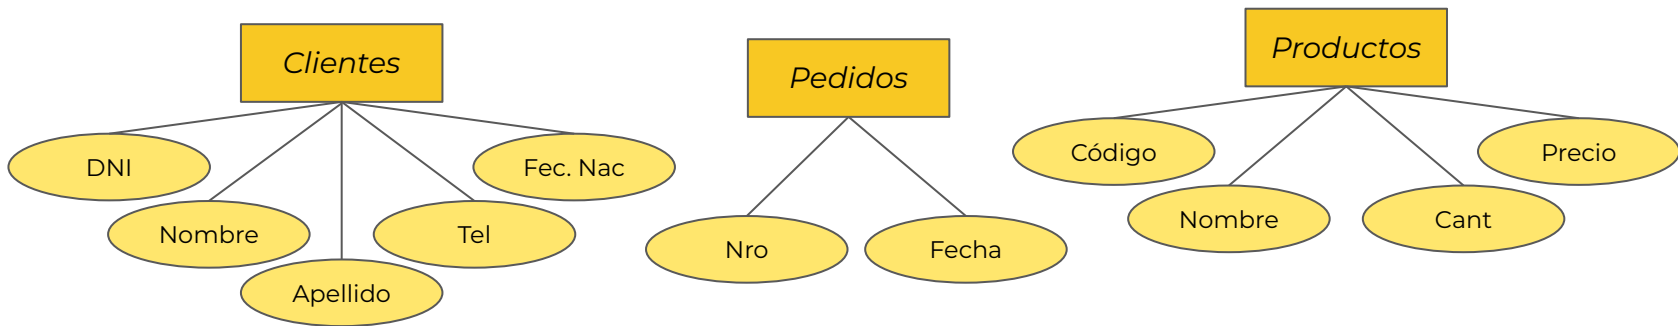 Clientes
DNI
Nombre
Apellido
Tel
Fec. Nac
Pedidos
Nro
Fecha
Productos
Código
Nombre
Cant
Precio